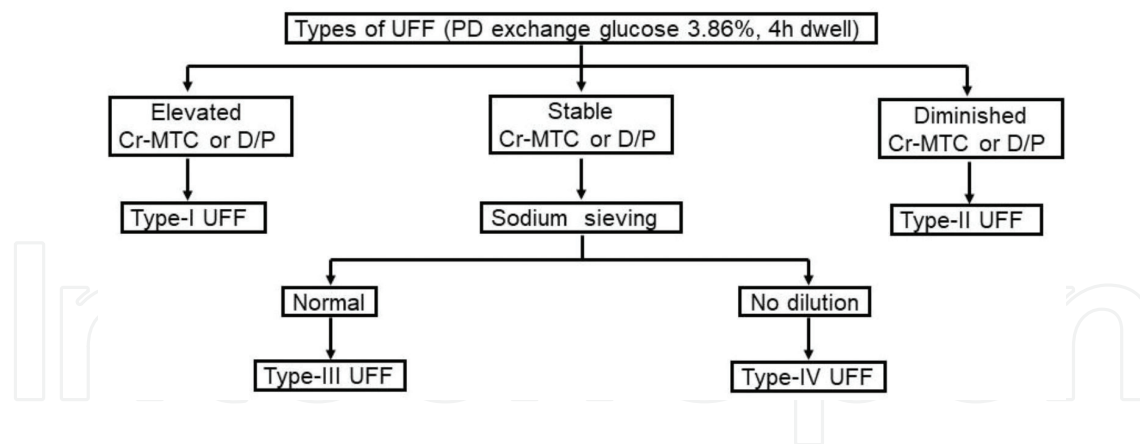 Types of UFF (PD exchange glucose 3.86%, 4h dwell)
Elevated
Cr-MTC or D/P
Stable
Cr-MTC or D/P
Diminished
Cr-MTC or D/P
Type-I UFF
Sodium sieving
Type-II UFF
Normal
No dilution
Type-III UFF
Type-IV UFF